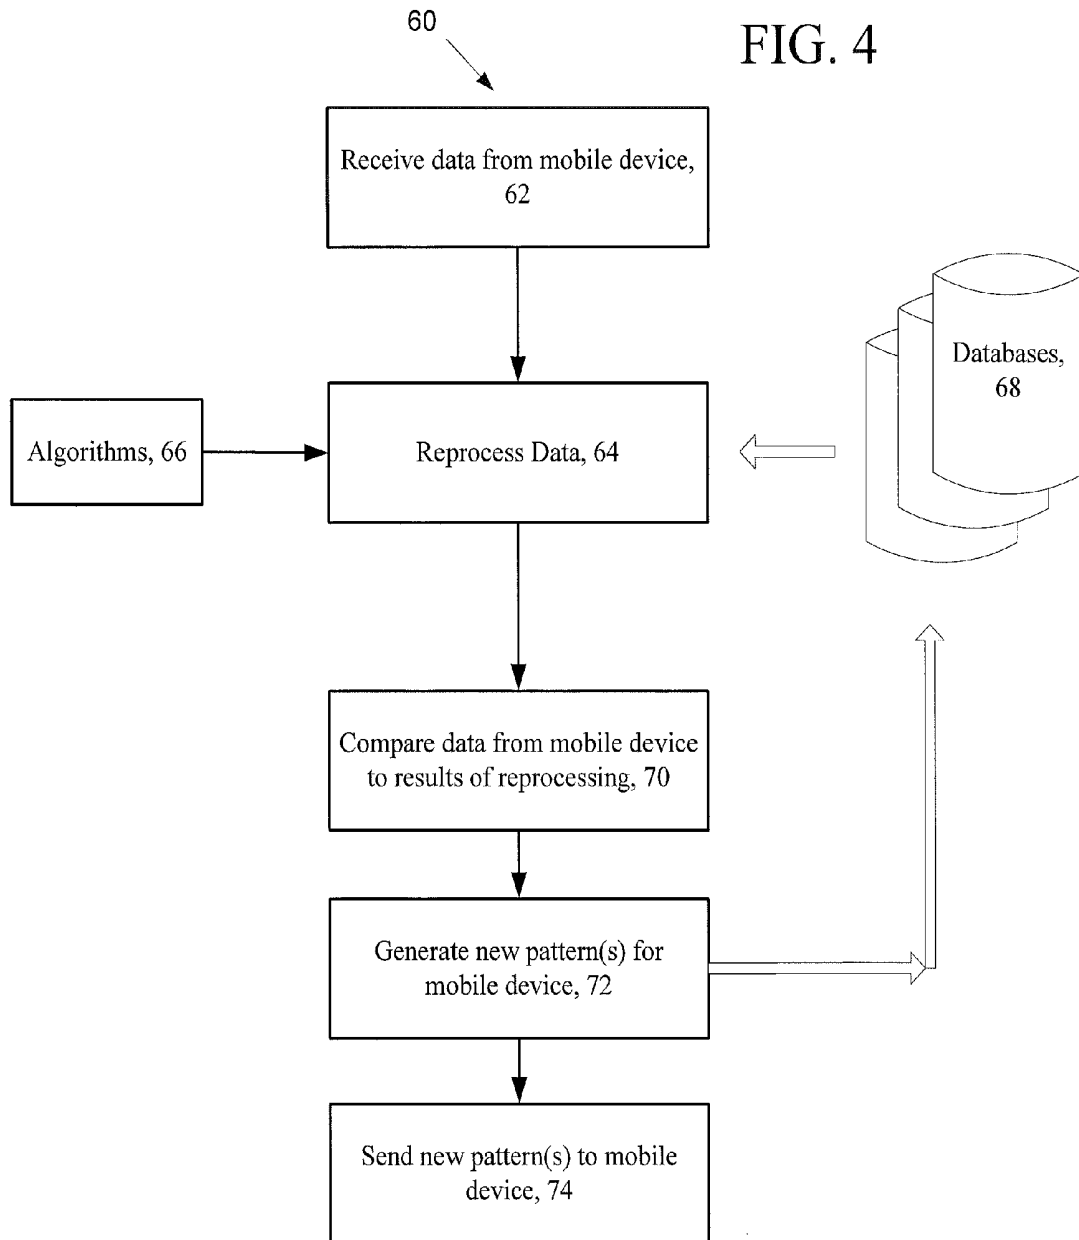 60
FIG. 4
Receive data from mobile device,
62
Databases,
68
Algorithms, 66
Reprocess Data, 64
Compare data from mobile device
to results of reprocessing, 70
Generate new pattern(s) for
mobile device, 72
Send new pattern(s) to mobile
device, 74